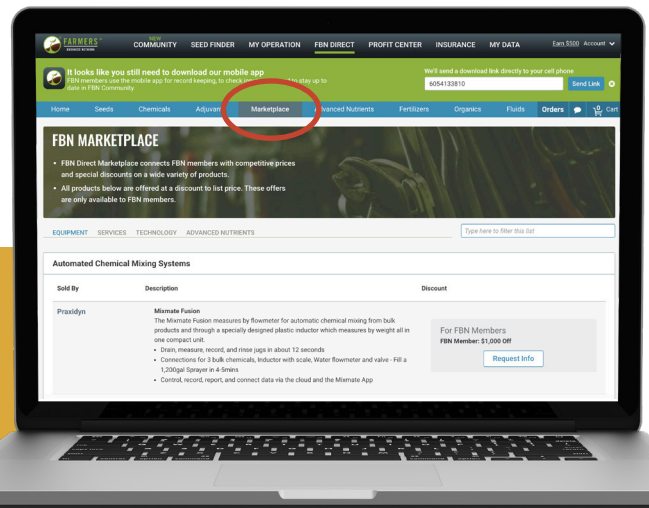 FARMERS
BUSINESS NETWORK
NEW
COMMUNITY SEED FINDER MY OPERATION FBN DIRECT PROFIT CENTER INSURANCE MY DATA Earn $500 Account
It looks like you still need to download our mobile app
FBN members use the mobile app for record keeping, to check to stay up to
date in FBN Community.
We'll send a download link directly to your cell phone
6054133810
Send Link
Home Seeds Chemicals Adjuvants Marketplace Advanced Nutrients Fertilizers Organics Fluids Orders 0 Cart
FBN MARKETPLACE
• FBN Direct Marketplace connects FBN members with competitive prices
and special discounts on a wide variety of products.
• All products below are offered at a discount to list price. These offers
are only available to FBN members.
EQUIPMENT SERVICES TECHNOLOGY ADVANCED NUTRIENTS
Type here to filter this list
Automated Chemical Mixing Systems
Sold By Description Discount
Praxidyn
Mixmate Fusion
The Mixmate Fusion measures by flowmeter for automatic chemical mixing from bulk
products and through a specially designed plastic inductor which measures by weight all in
one compact unit.
• Drain, measure, record, and rinse jugs in about 12 seconds
• Connections for 3 bulk chemicals, Inductor with scale, Water flowmeter and valve - Fill a
1,200gal Sprayer in 4-5mins
• Control, record, report, and connect data via the cloud and the Mixmate App
For FBN Members
FBN Member: $1,000 Off
Request Info